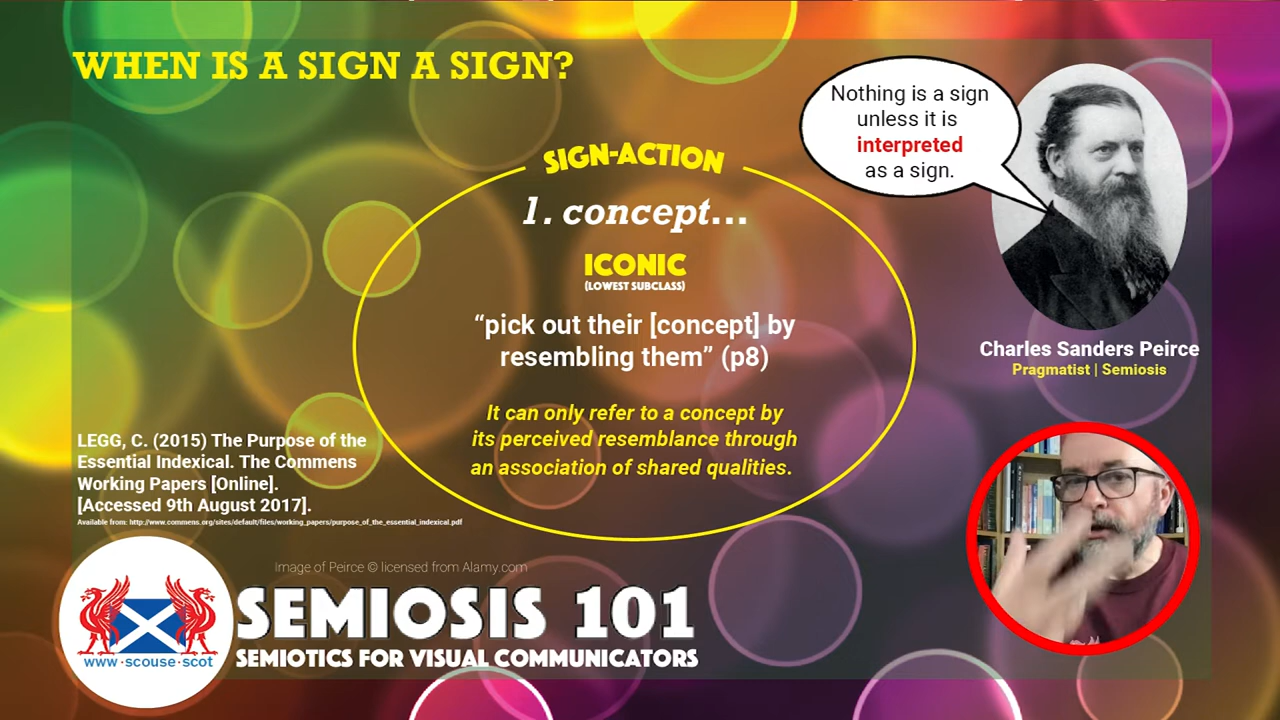 WHEN IS A SIGN A SIGN?
Nothing is a sign
unless it is
interpreted
as a sign.
SIGN-ACTION
1. concept...
ICONIC
(LOWEST SUBCLASS)
“pick out their [concept] by
resembling them” (p8)
It can only refer to a concept by
its perceived resemblance through
an association of shared qualities.
Charles Sanders Peirce
Pragmatist | Semiosis
LEGG, C. (2015) The Purpose of the
Essential Indexical. The Commens
Working Papers [Online].
[Accessed 9th August 2017].
Available from: http://www.commens.org/sites/default/files/working_papers/purpose_of_the_essential_indexical.pdf
Image of Peirce © licensed from Alamy.com
www·scouse·scot
SEMIOSIS 101
SEMIOTICS FOR VISUAL COMMUNICATORS